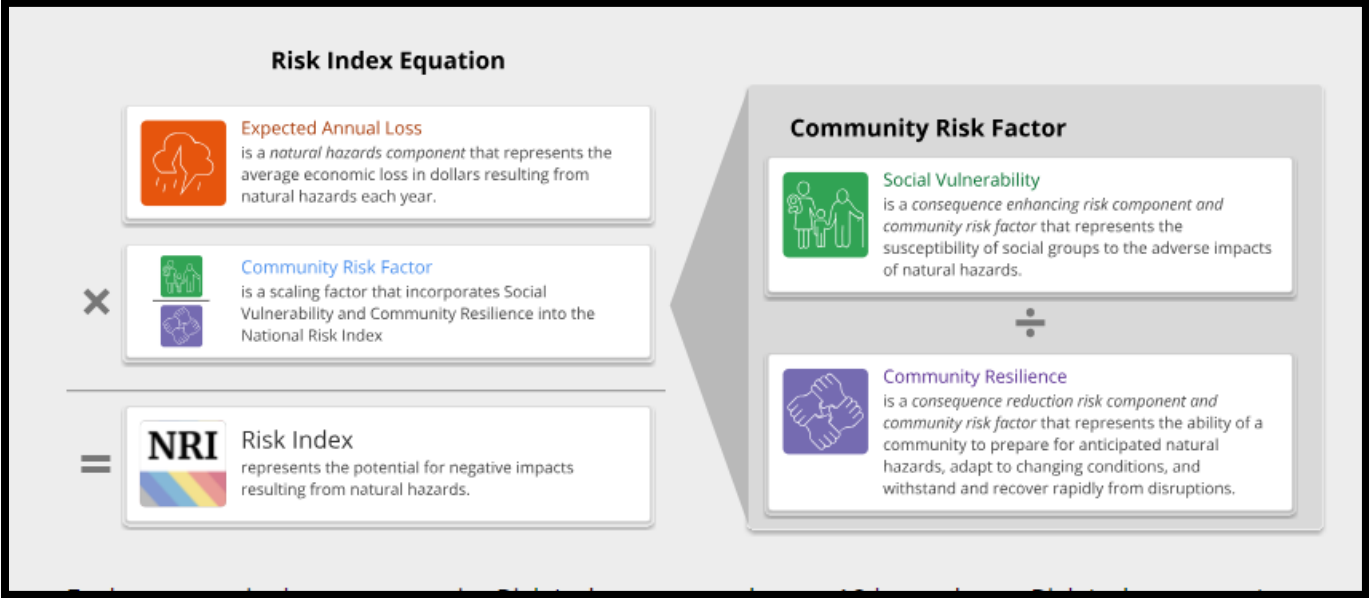 Risk Index Equation
Expected Annual Loss
is a natural hazards component that represents the
average economic loss in dollars resulting from
natural hazards each year.
×
Community Risk Factor
is a scaling factor that incorporates Social
Vulnerability and Community Resilience into the
National Risk Index
=
NRI
Risk Index
represents the potential for negative impacts
resulting from natural hazards.
Community Risk Factor
Social Vulnerability
is a consequence enhancing risk component and
community risk factor that represents the
susceptibility of social groups to the adverse impacts
of natural hazards.
÷
Community Resilience
is a consequence reduction risk component and
community risk factor that represents the ability of a
community to prepare for anticipated natural
hazards, adapt to changing conditions, and
withstand and recover rapidly from disruptions.